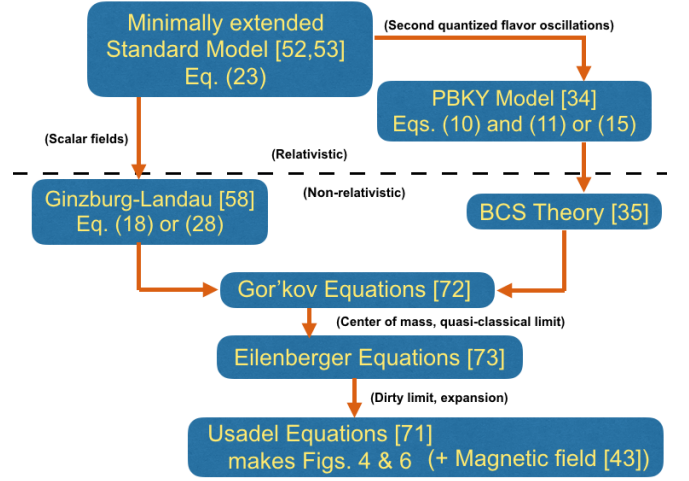 Minimally extended
Standard Model [52,53]
Eq. (23)
(Second quantized flavor oscillations)
PBKY Model [34]
Eqs. (10) and (11) or (15)
(Scalar fields)
(Relativistic)
(Non-relativistic)
Ginzburg-Landau [58]
Eq. (18) or (28)
BCS Theory [35]
Gor'kov Equations [72]
(Center of mass, quasi-classical limit)
Eilenberger Equations [73]
(Dirty limit, expansion)
Usadel Equations [71]
makes Figs. 4 & 6 (+ Magnetic field [43])